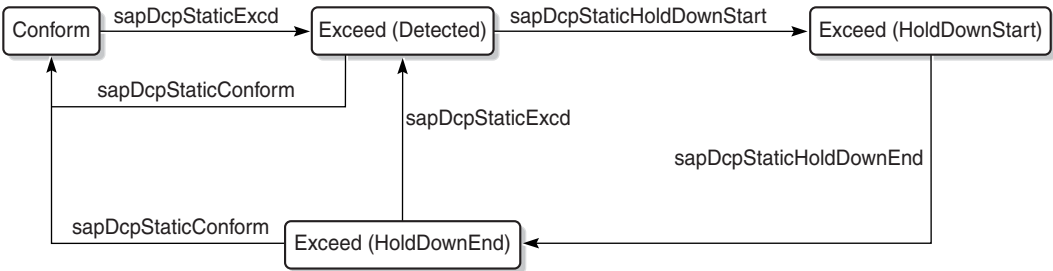 sapDcpStaticExcd
sapDcpStaticHoldDownStart
Conform
Exceed (Detected)
Exceed (HoldDownStart)
sapDcpStaticConform
sapDcpStaticExcd
sapDcpStaticHoldDownEnd
sapDcpStaticConform
Exceed (HoldDownEnd)